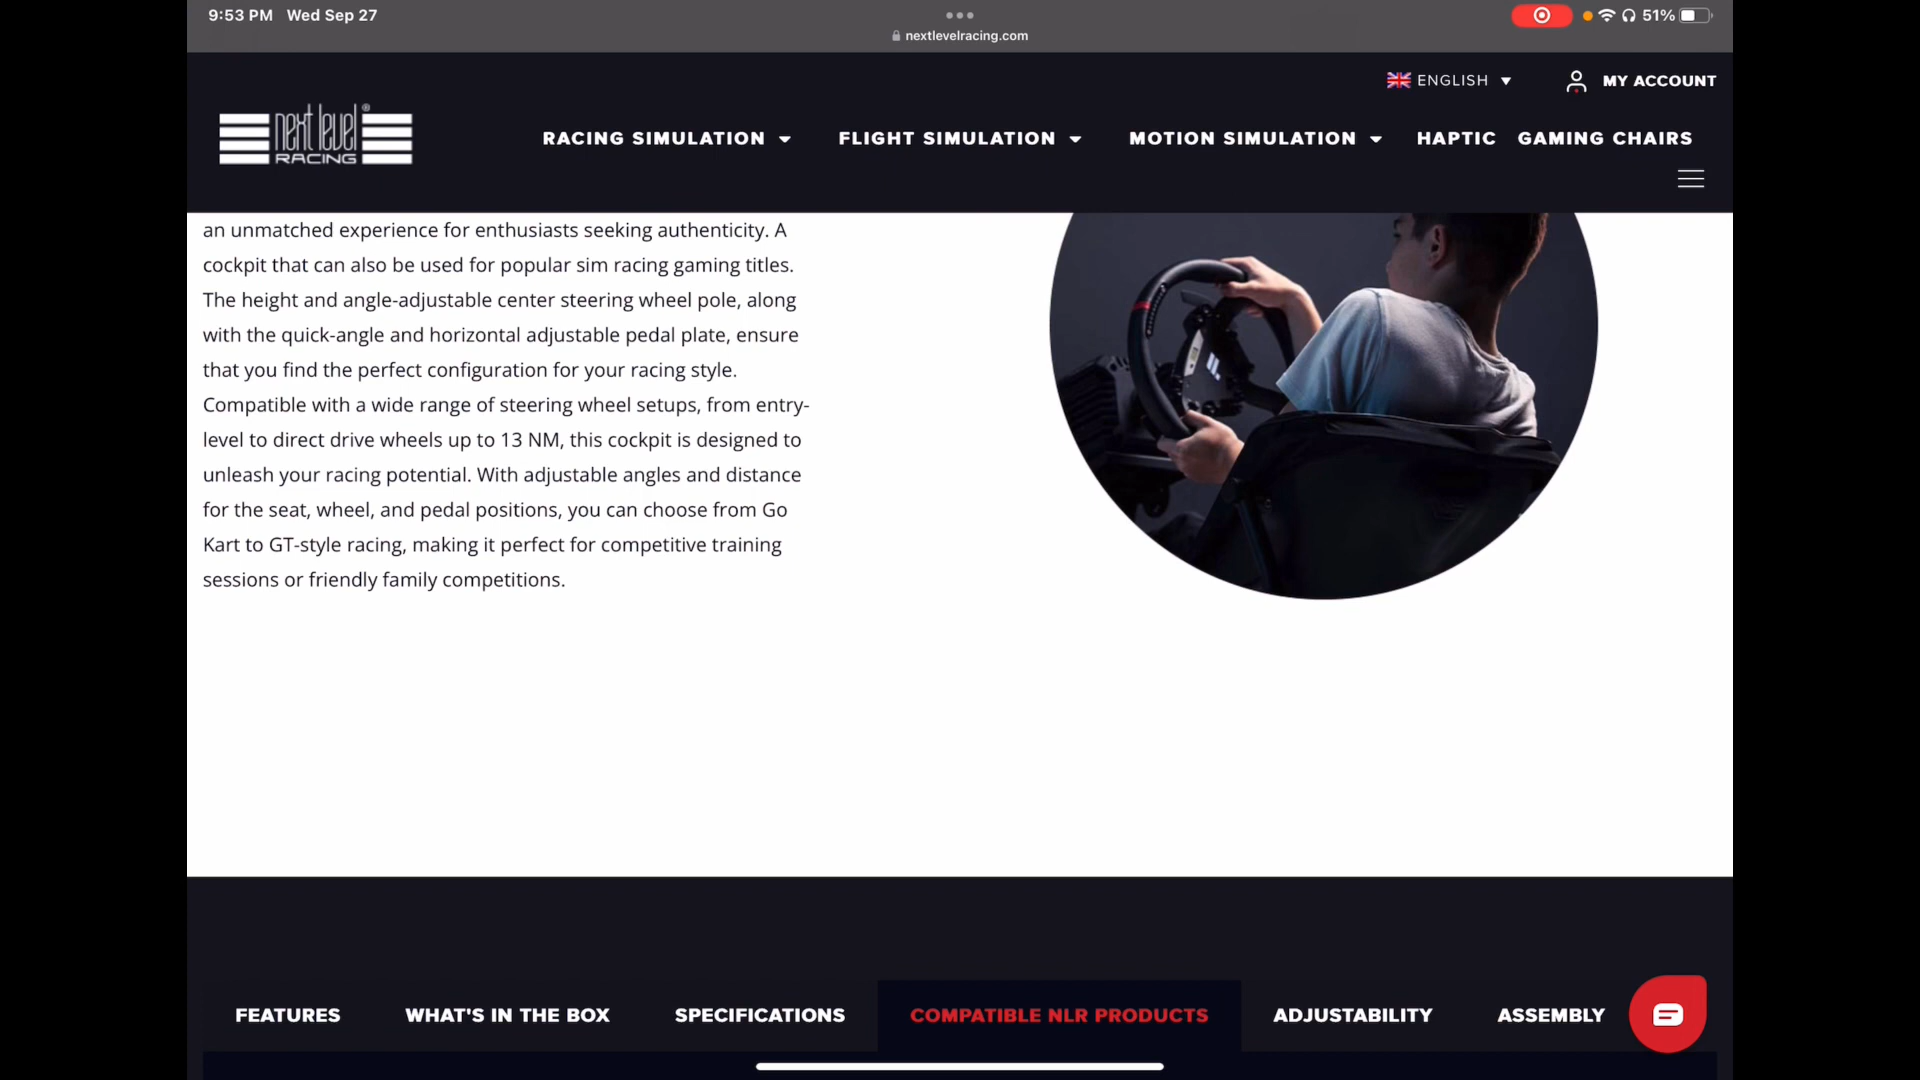 9:53 PM Wed Sep 27
51%
nextlevelracing.com
ENGLISH
MY ACCOUNT
next level®
RACING
RACING SIMULATION
FLIGHT SIMULATION
MOTION SIMULATION
HAPTIC
GAMING CHAIRS
an unmatched experience for enthusiasts seeking authenticity. A
cockpit that can also be used for popular sim racing gaming titles.
The height and angle-adjustable center steering wheel pole, along
with the quick-angle and horizontal adjustable pedal plate, ensure
that you find the perfect configuration for your racing style.
Compatible with a wide range of steering wheel setups, from entry-
level to direct drive wheels up to 13 NM, this cockpit is designed to
unleash your racing potential. With adjustable angles and distance
for the seat, wheel, and pedal positions, you can choose from Go
Kart to GT-style racing, making it perfect for competitive training
sessions or friendly family competitions.
FEATURES
WHAT'S IN THE BOX
SPECIFICATIONS
COMPATIBLE NLR PRODUCTS
ADJUSTABILITY
ASSEMBLY